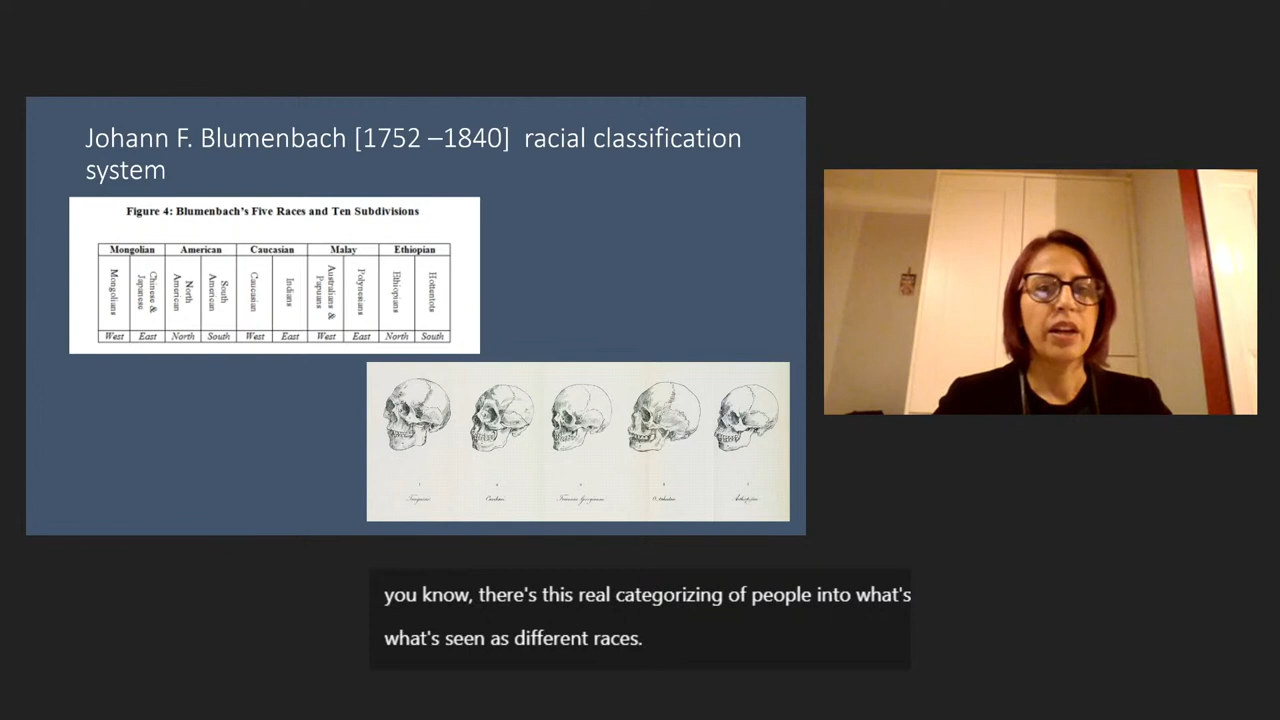 Johann F. Blumenbach [1752 –1840]  racial classification
system
Figure 4: Blumenbach's Five Races and Ten Subdivisions
Mongolian American Caucasian Malay Ethiopian
Mongolians
Chinese &
Japanese
North
American
South
American
Caucasian
Indians
Australians &
Papuans
Polynesians
Ethiopians
Hottentots
West East North South West East West East North South
you know, there's this real categorizing of people into what's
what's seen as different races.